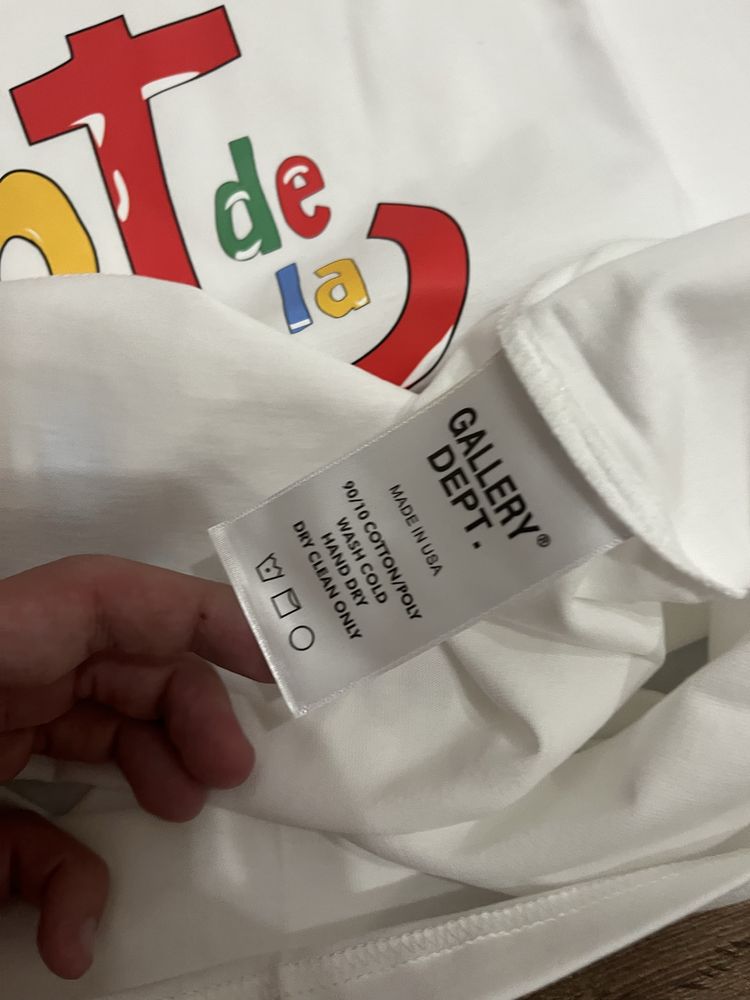 T
de
la
GALLERY
DEPT.®
MADE IN USA
90/10 COTTON/POLY
WASH COLD
HAND DRY
DRY CLEAN ONLY